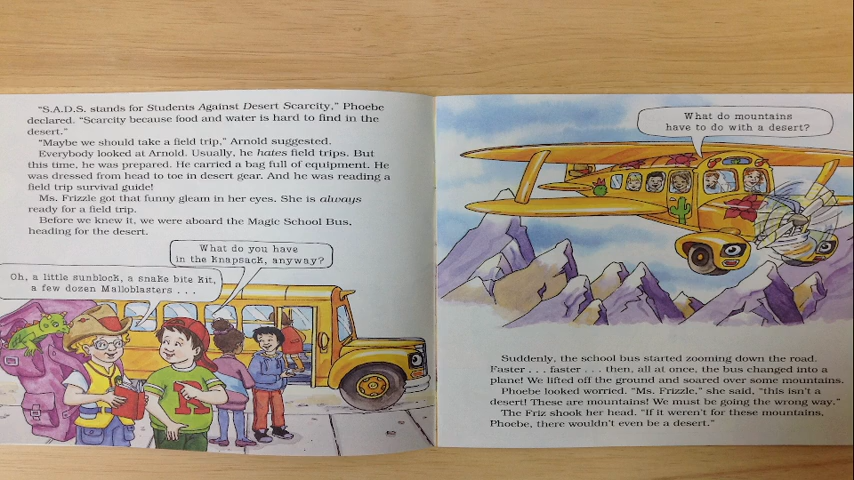 "S.A.D.S. stands for Students Against Desert Scarcity," Phoebe
declared. "Scarcity because food and water is hard to find in the
desert."
"Maybe we should take a field trip," Arnold suggested.
Everybody looked at Arnold. Usually, he hates field trips. But
this time, he was prepared. He carried a bag full of equipment. He
was dressed from head to toe in desert gear. And he was reading a
field trip survival guide!
Ms. Frizzle got that funny gleam in her eyes. She is always
ready for a field trip.
Before we knew it, we were aboard the Magic School Bus,
heading for the desert.
What do you have
in the knapsack, anyway?
Oh, a little sunblock, a snake bite kit,
a few dozen Malloblasters . . .
R
What do mountains
have to do with a desert?
Suddenly, the school bus started zooming down the road.
Faster . . . faster . . . then, all at once, the bus changed into a
plane! We lifted off the ground and soared over some mountains.
Phoebe looked worried. "Ms. Frizzle," she said, "this isn't a
desert! These are mountains! We must be going the wrong way."
The Friz shook her head. "If it weren't for these mountains,
Phoebe, there wouldn't even be a desert."